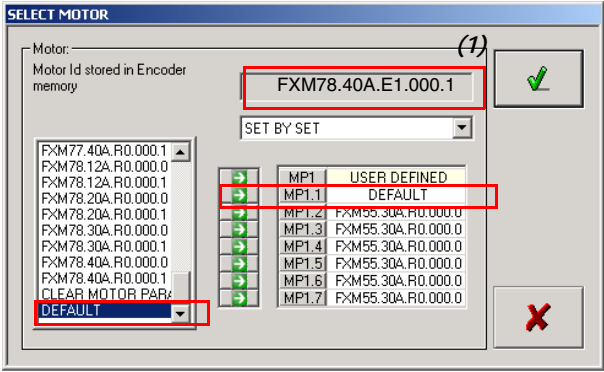 SELECT MOTOR
Motor:
(1)
Motor Id stored in Encoder
memory
FXM78.40A.E1.000.1
SET BY SET
FXM77.40A.R0.000.1
FXM78.12A.R0.000.0
FXM78.12A.R0.000.1
FXM78.20A.R0.000.0
FXM78.20A.R0.000.1
FXM78.30A.R0.000.0
FXM78.30A.R0.000.1
FXM78.40A.R0.000.0
FXM78.40A.R0.000.1
CLEAR MOTOR PARA
DEFAULT
MP1 USER DEFINED
MP1.1 DEFAULT
MP1.2 FXM55.30A.R0.000.0
MP1.3 FXM55.30A.R0.000.0
MP1.4 FXM55.30A.R0.000.0
MP1.5 FXM55.30A.R0.000.0
MP1.6 FXM55.30A.R0.000.0
MP1.7 FXM55.30A.R0.000.0